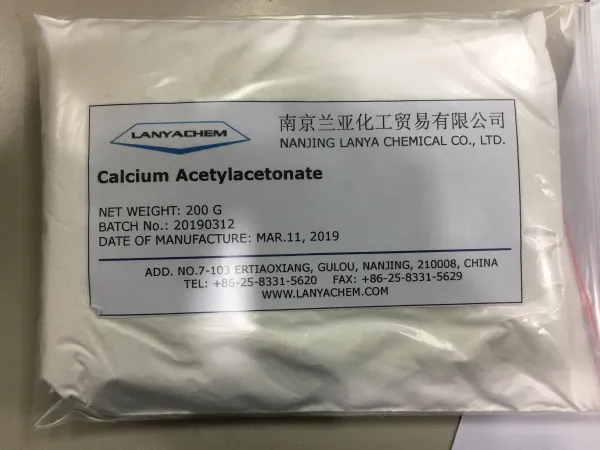 LANYACHEM
南京兰亚化工贸易有限公司
NANJING LANYA CHEMICAL CO., LTD.
Calcium Acetylacetonate
NET WEIGHT: 200 G
BATCH No.: 20190312
DATE OF MANUFACTURE: MAR.11, 2019
ADD. NO.7-103 ERTIAOXIANG, GULOU, NANJING, 210008, CHINA
TEL: +86-25-8331-5620 FAX: +86-25-8331-5629
WWW.LANYACHEM.COM